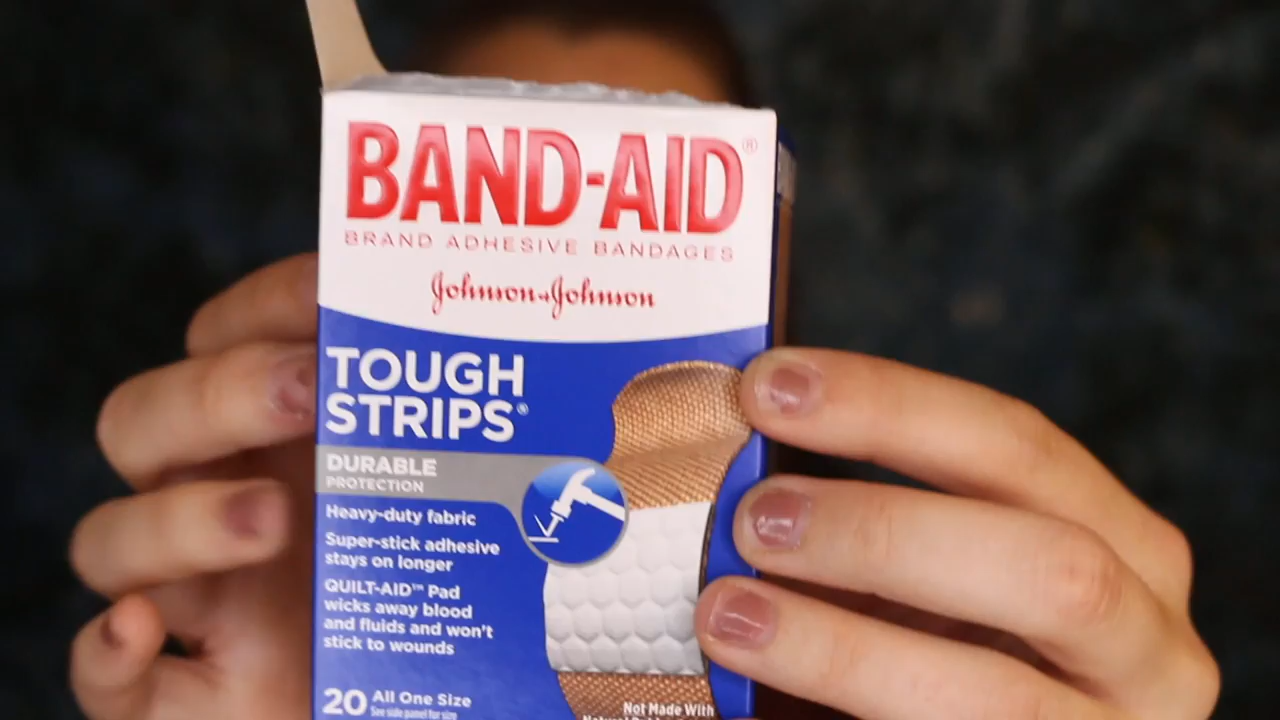 BAND-AID®
BRAND ADHESIVE BANDAGES
Johnson & Johnson
TOUGH
STRIPS®
DURABLE
PROTECTION
Heavy-duty fabric
Super-stick adhesive
stays on longer
QUILT-AID™ Pad
wicks away blood
and fluids and won't
stick to wounds
20 All One Size
See side panel for size
Not Made With
Natural